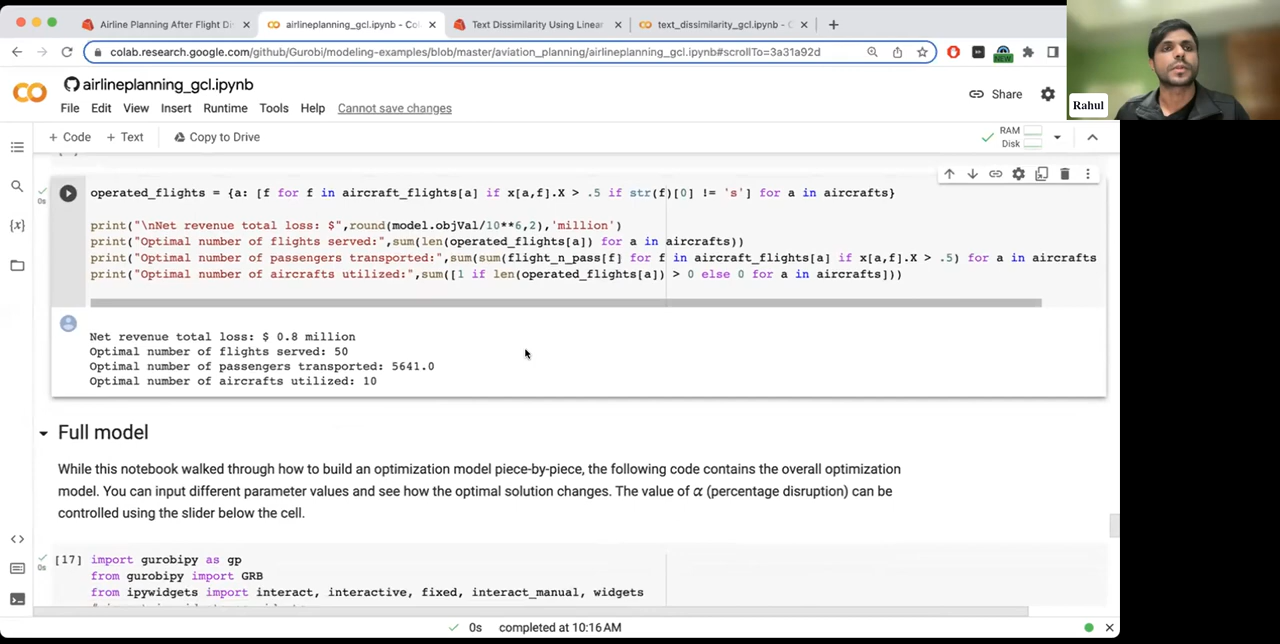 Airline Planning After Flight Di
airlineplanning_gcl.ipynb - Co
Text Dissimilarity Using Linear
text_dissimilarity_gcl.ipynb - C
colab.research.google.com/github/Gurobi/modeling-examples/blob/master/aviation_planning/airlineplanning_gcl.ipynb#scrollTo=3a31a92d
NEW
Rahul
airlineplanning_gcl.ipynb
Share
File Edit View Insert Runtime Tools Help Cannot save changes
+ Code + Text Copy to Drive
RAM
Disk
operated_flights = {a: [f for f in aircraft_flights[a] if x[a,f].X > .5 if str(f)[0] != 's'] for a in aircrafts}
print("\nNet revenue total loss: $",round(model.objVal/10**6,2),'million')
print("Optimal number of flights served:",sum(len(operated_flights[a]) for a in aircrafts))
print("Optimal number of passengers transported:",sum(sum(flight_n_pass[f] for f in aircraft_flights[a] if x[a,f].X > .5) for a in aircrafts
print("Optimal number of aircrafts utilized:",sum([1 if len(operated_flights[a]) > 0 else 0 for a in aircrafts]))
0s
Net revenue total loss: $ 0.8 million
Optimal number of flights served: 50
Optimal number of passengers transported: 5641.0
Optimal number of aircrafts utilized: 10
Full model
While this notebook walked through how to build an optimization model piece-by-piece, the following code contains the overall optimization
model. You can input different parameter values and see how the optimal solution changes. The value of α (percentage disruption) can be
controlled using the slider below the cell.
[17] import gurobipy as gp
0s
from gurobipy import GRB
from ipywidgets import interact, interactive, fixed, interact_manual, widgets
0s completed at 10:16 AM